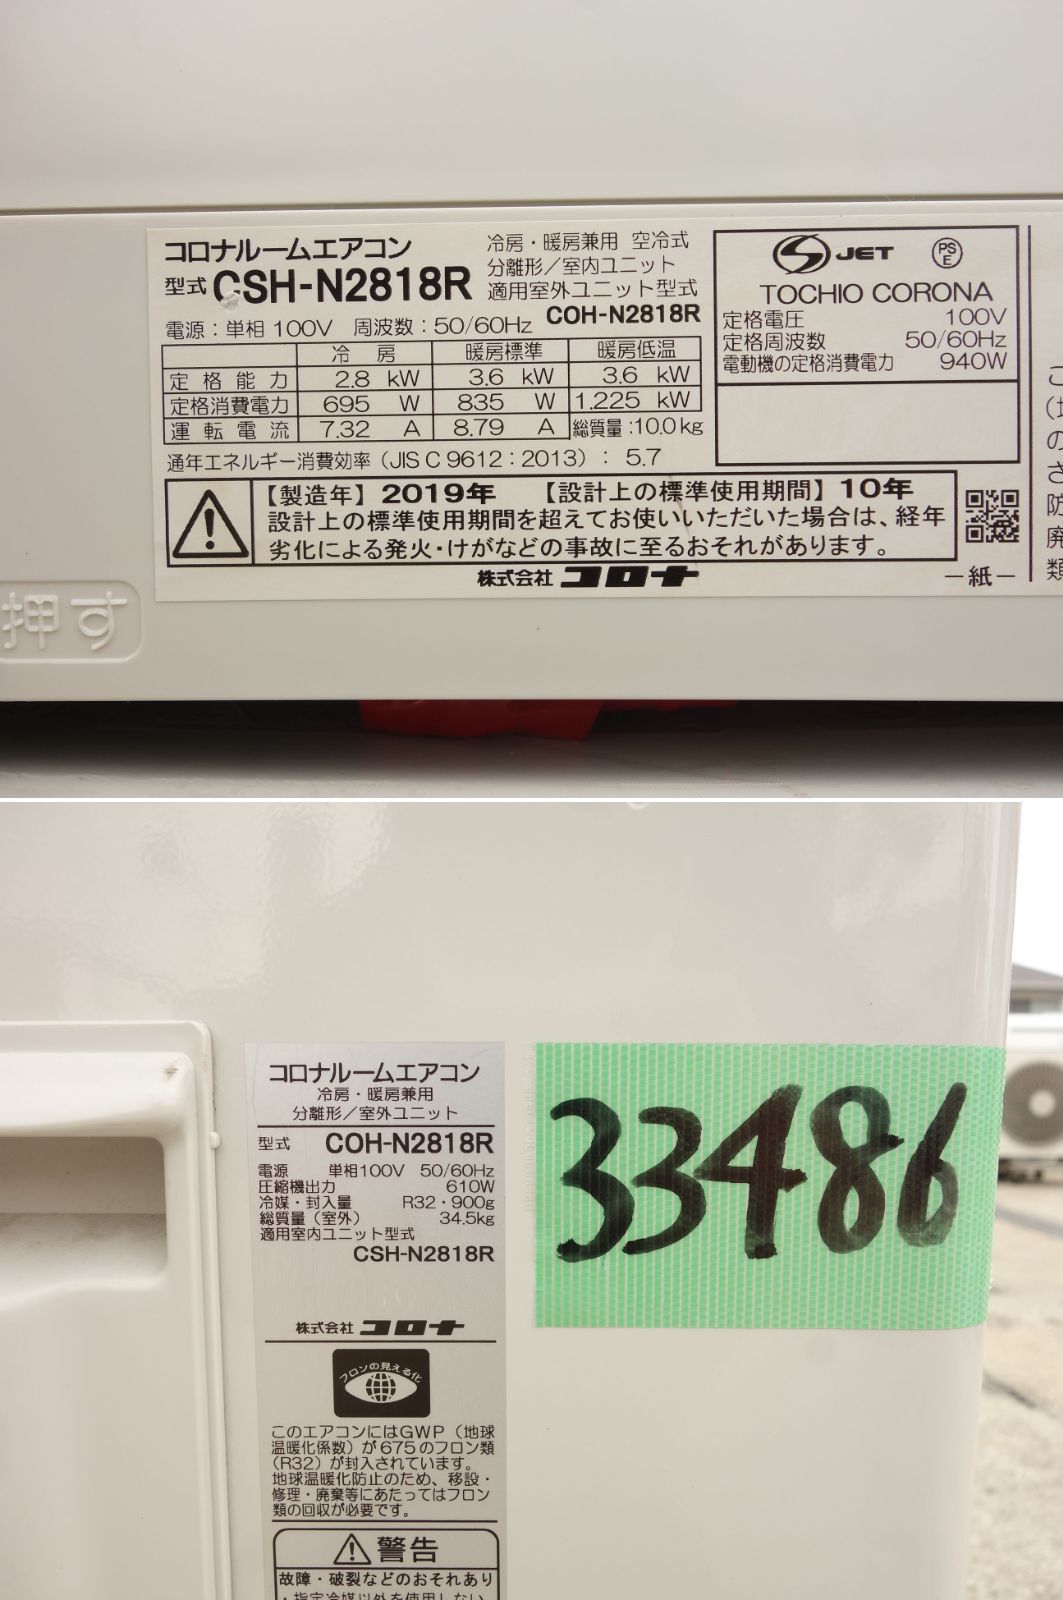 コロナルームエアコン
型式 CSH-N2818R
冷房・暖房兼用 空冷式
分離形／室内ユニット
適用室外ユニット型式
COH-N2818R
電源：単相 100V 周波数：50/60Hz
冷 房 暖房標準 暖房低温
定格能力 2.8 kW 3.6 kW 3.6 kW
定格消費電力 695 W 835 W 1.225 kW
運転電流 7.32 A 8.79 A 総質量：10.0kg
通年エネルギー消費効率（JIS C 9612：2013）：5.7
JET PS E
TOCHIO CORONA
定格電圧 100V
定格周波数 50/60Hz
電動機の定格消費電力 940W
【製造年】2019年 【設計上の標準使用期間】10年
設計上の標準使用期間を超えてお使いいただいた場合は、経年
劣化による発火・けがなどの事故に至るおそれがあります。
株式会社 コロナ
－紙－
こ
(地
の
さ
防
廃
類
押す
コロナルームエアコン
冷房・暖房兼用
分離形／室外ユニット
型式 COH-N2818R
電源 単相100V 50/60Hz
圧縮機出力 610W
冷媒・封入量 R32・900g
総質量（室外） 34.5kg
適用室内ユニット型式
CSH-N2818R
株式会社 コロナ
フロンの見える化
このエアコンにはGWP（地球
温暖化係数）が675のフロン類
（R32）が封入されています。
地球温暖化防止のため、移設・
修理・廃棄等にあたってはフロン
類の回収が必要です。
警告
故障・破裂などのおそれあり
・指定冷媒以外を使用しない
33486